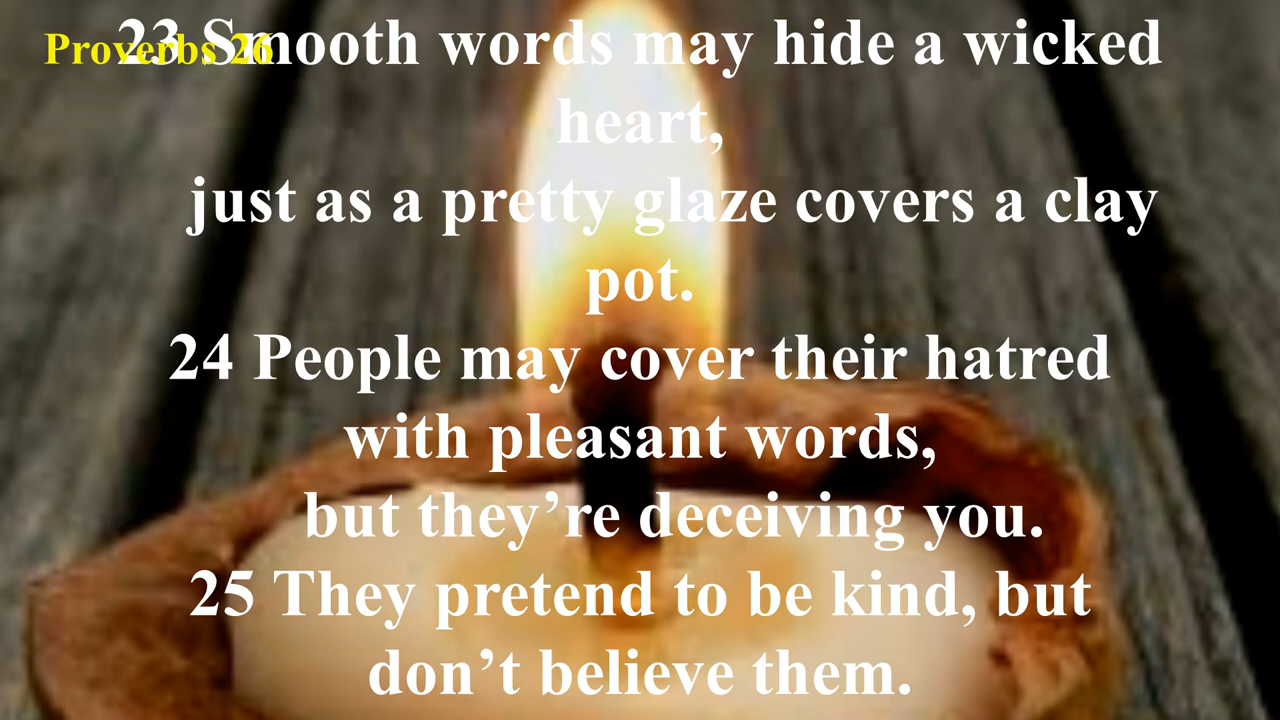 Proverbs 26
23 Smooth words may hide a wicked
heart,
just as a pretty glaze covers a clay
pot.
24 People may cover their hatred
with pleasant words,
but they’re deceiving you.
25 They pretend to be kind, but
don’t believe them.